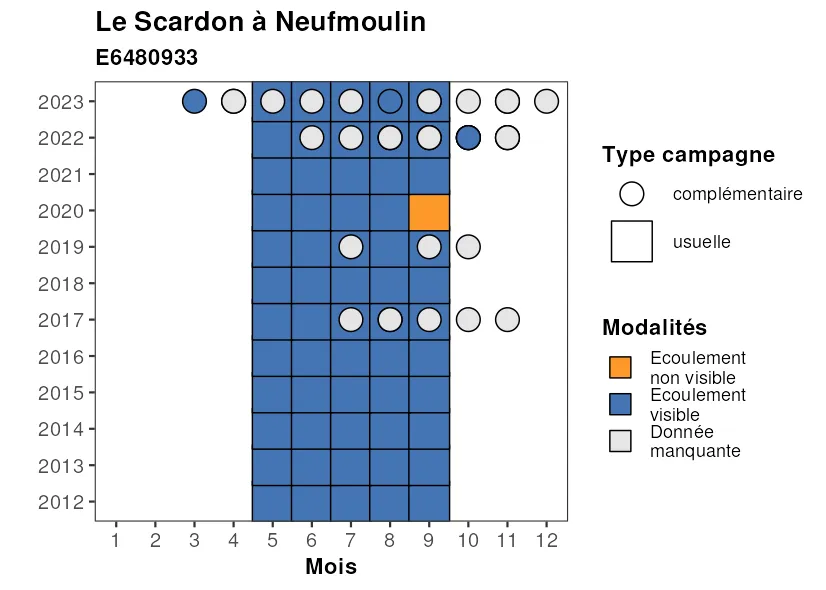 Le Scardon à Neufmoulin
E6480933
2023
2022
2021
2020
2019
2018
2017
2016
2015
2014
2013
2012
1 2 3 4 5 6 7 8 9 10 11 12
Mois
Type campagne
complémentaire
usuelle
Modalités
Ecoulement
non visible
Ecoulement
visible
Donnée
manquante